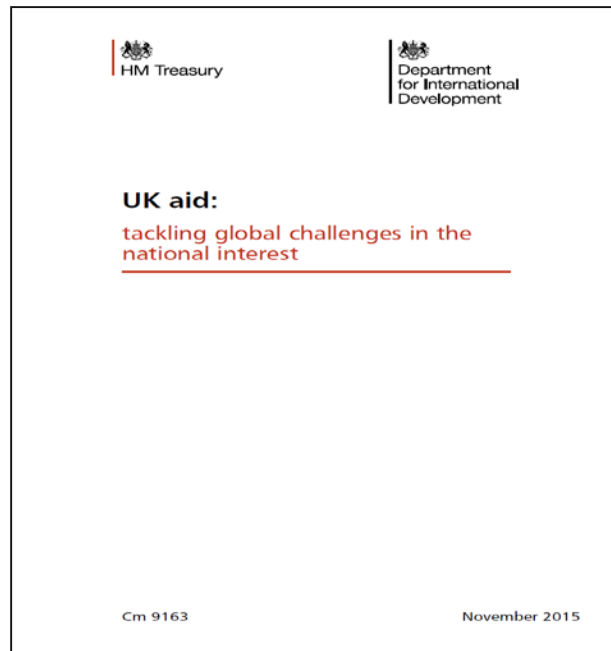 HM Treasury
Department
for International
Development
UK aid:
tackling global challenges in the
national interest
Cm 9163
November 2015